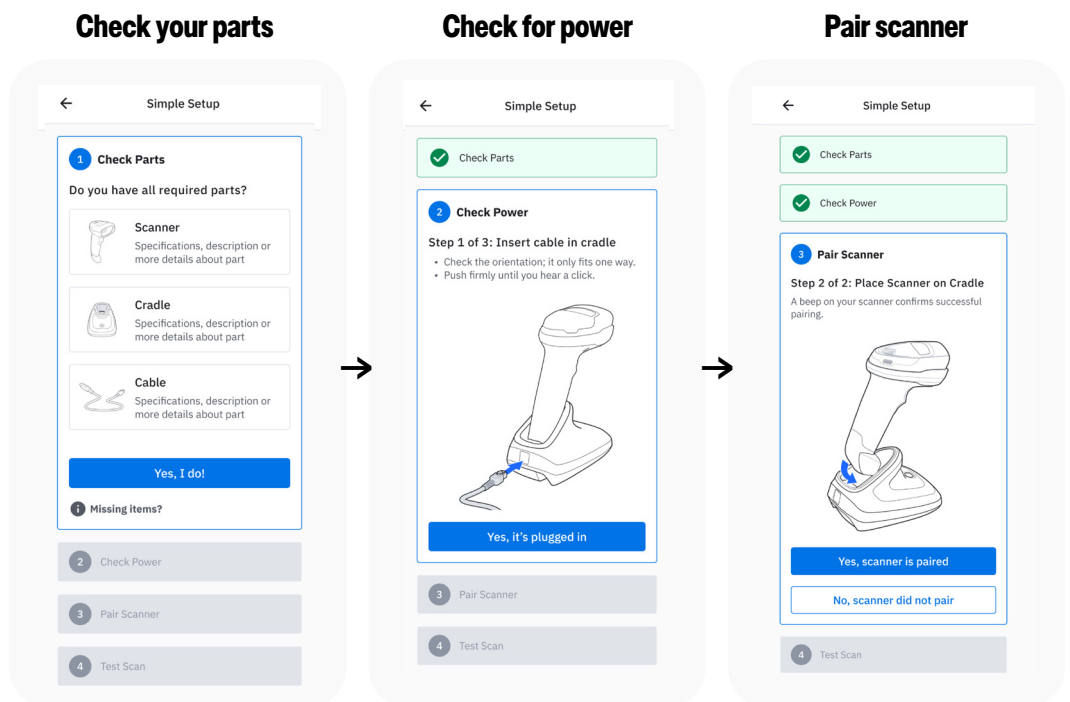 Check your parts
Simple Setup
1 Check Parts
Do you have all required parts?
Scanner
Specifications, description or
more details about part
Cradle
Specifications, description or
more details about part
Cable
Specifications, description or
more details about part
Yes, I do!
Missing items?
2 Check Power
3 Pair Scanner
4 Test Scan
Check for power
Simple Setup
Check Parts
2 Check Power
Step 1 of 3: Insert cable in cradle
• Check the orientation; it only fits one way.
• Push firmly until you hear a click.
Yes, it’s plugged in
3 Pair Scanner
4 Test Scan
Pair scanner
Simple Setup
Check Parts
Check Power
3 Pair Scanner
Step 2 of 2: Place Scanner on Cradle
A beep on your scanner confirms successful
pairing.
Yes, scanner is paired
No, scanner did not pair
4 Test Scan